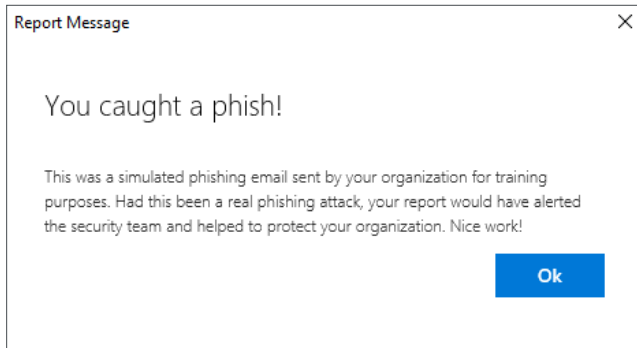 Report Message
You caught a phish!
This was a simulated phishing email sent by your organization for training
purposes. Had this been a real phishing attack, your report would have alerted
the security team and helped to protect your organization. Nice work!
Ok